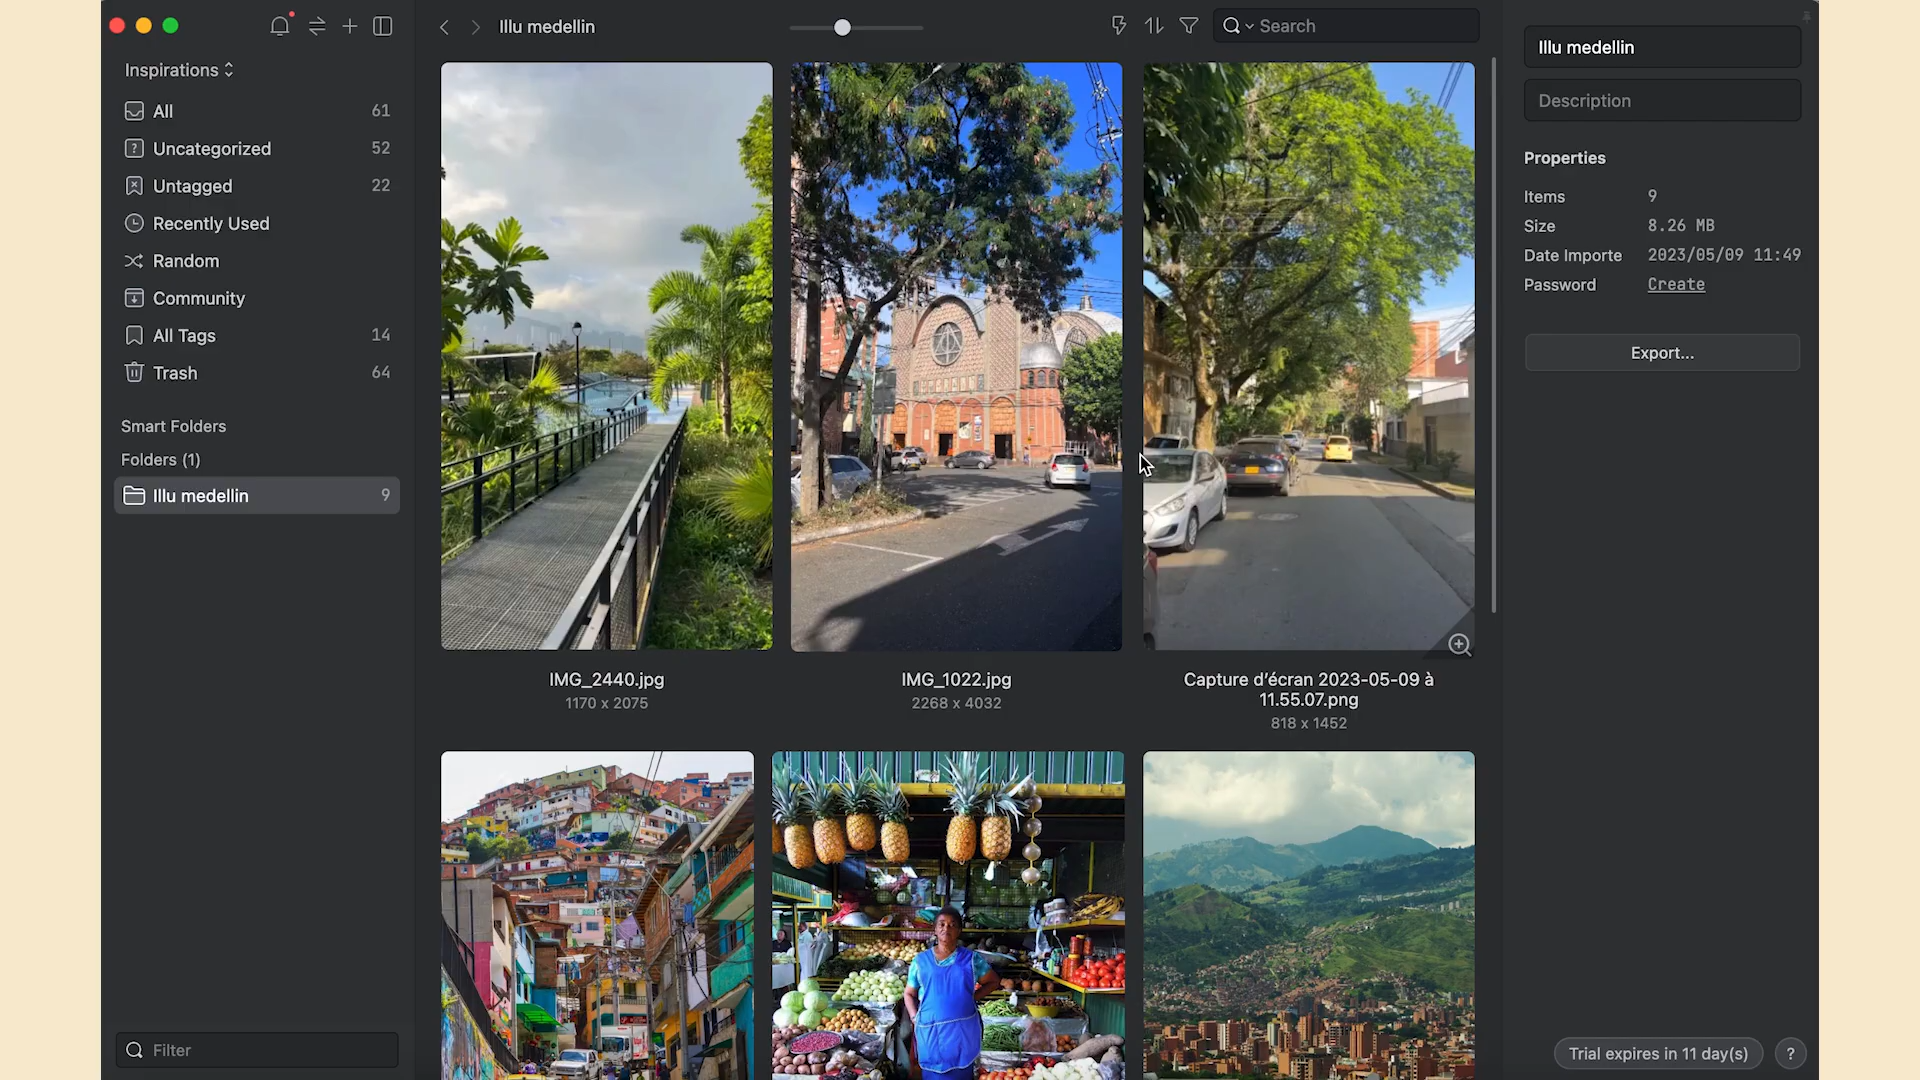 Illu medellin
Search
Inspirations
All 61
Uncategorized 52
Untagged 22
Recently Used
Random
Community
All Tags 14
Trash 64
Smart Folders
Folders (1)
Illu medellin 9
Filter
IMG_2440.jpg
1170 x 2075
IMG_1022.jpg
2268 x 4032
Capture d'écran 2023-05-09 à
11.55.07.png
818 x 1452
Illu medellin
Description
Properties
Items 9
Size 8.26 MB
Date Importe 2023/05/09 11:49
Password Create
Export...
Trial expires in 11 day(s)
?